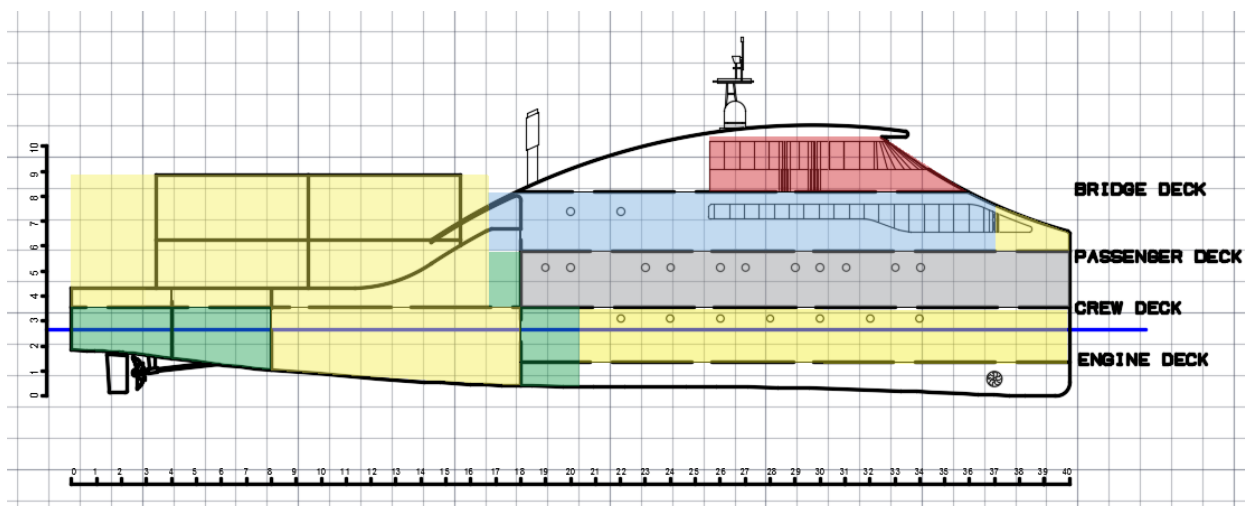 10
9
8
7
6
5
4
3
2
1
0
BRIDGE DECK
PASSENGER DECK
CREW DECK
ENGINE DECK
0 1 2 3 4 5 6 7 8 9 10 11 12 13 14 15 16 17 18 19 20 21 22 23 24 25 26 27 28 29 30 31 32 33 34 35 36 37 38 39 40